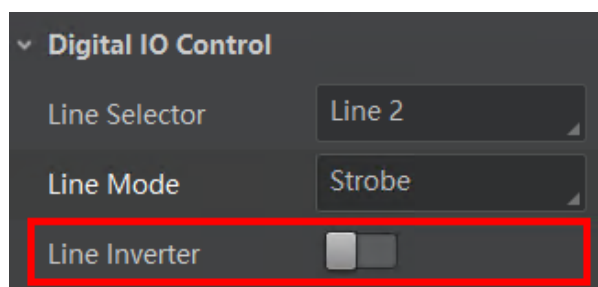 Digital IO Control
Line Selector Line 2
Line Mode Strobe
Line Inverter